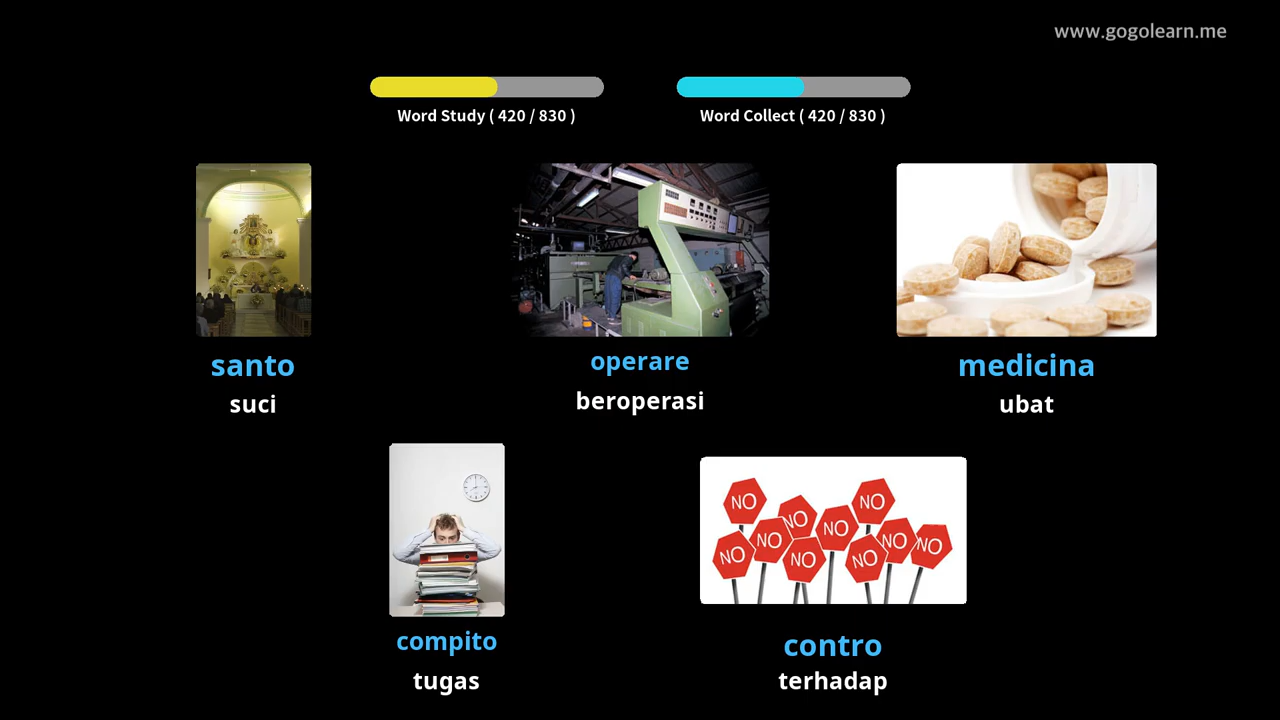 www.gogolearn.me
Word Study ( 420 / 830 )
Word Collect ( 420 / 830 )
santo
suci
operare
beroperasi
medicina
ubat
NO
NO
NO
NO
NO
NO
NO
NO
NO
NO
compito
tugas
contro
terhadap